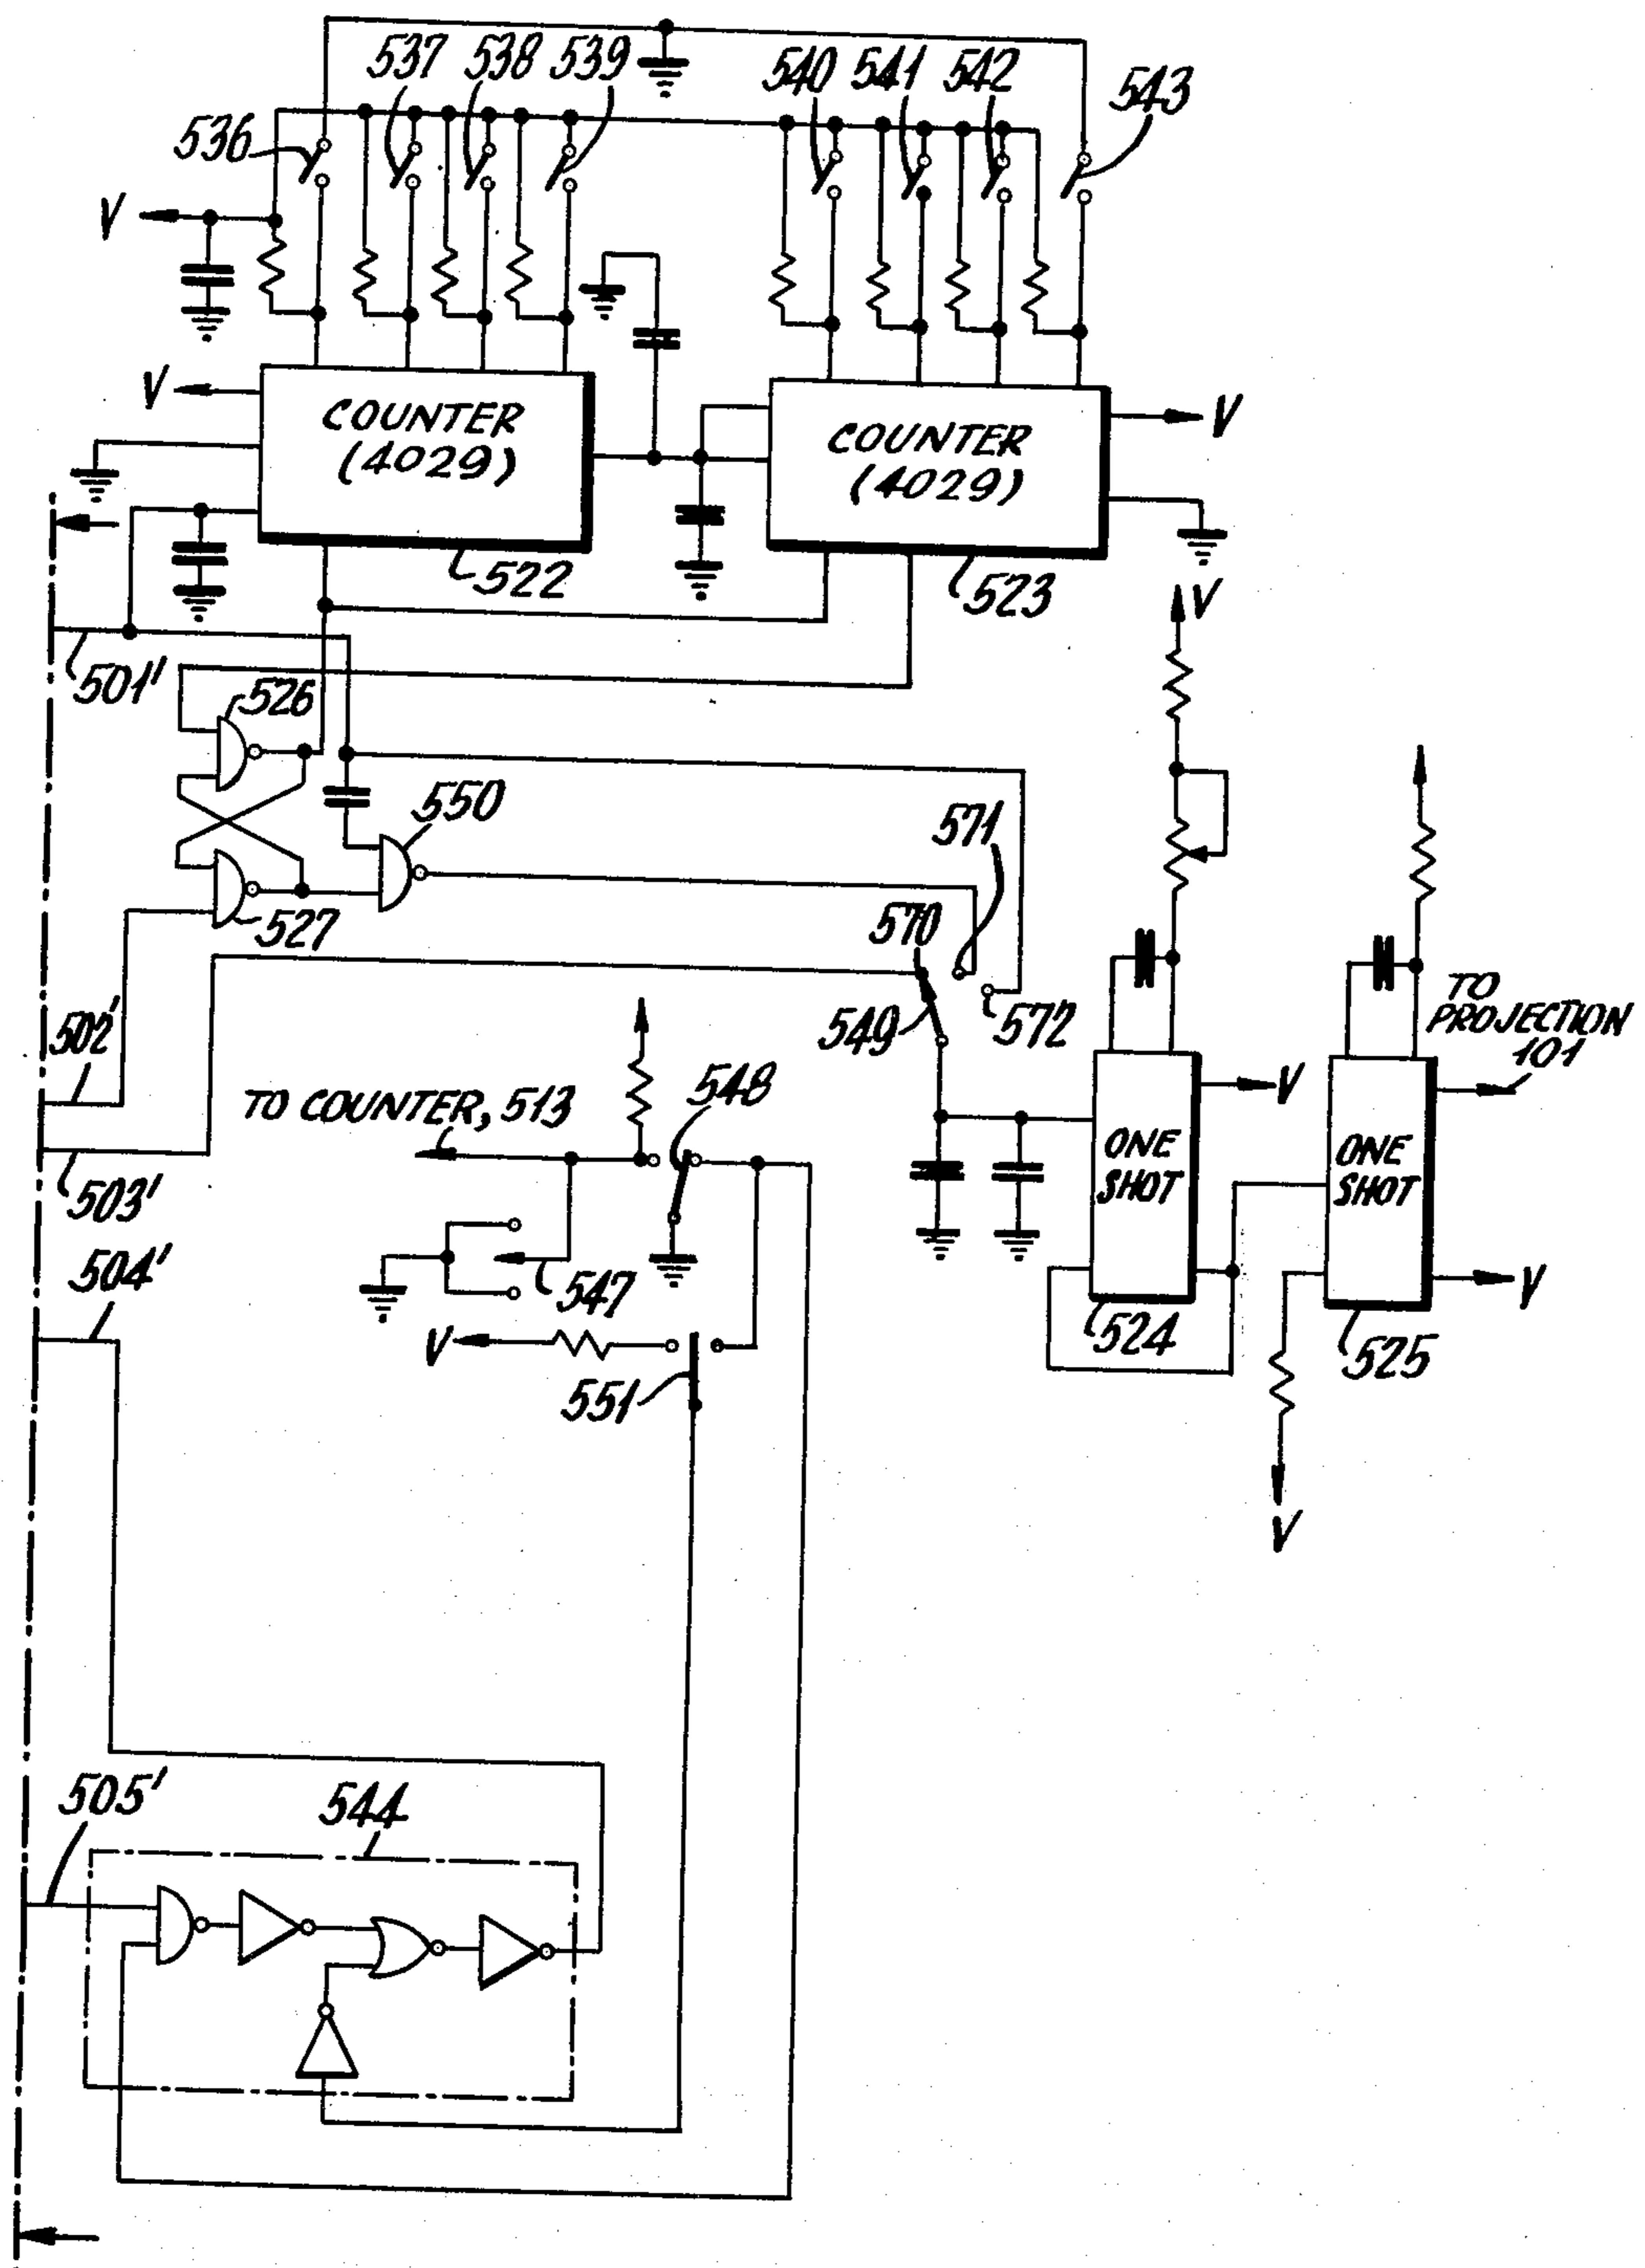 537 538 539
540 541 542
543
536
V
V
COUNTER
(4029)
COUNTER
(4029)
V
522
523
V
501'
526
550
571
527
570
502'
549
572
TO
PROJECTION
101
548
TO COUNTER, 513
V
ONE
SHOT
ONE
SHOT
503'
504'
547
V
V
551
524
525
V
505'
544